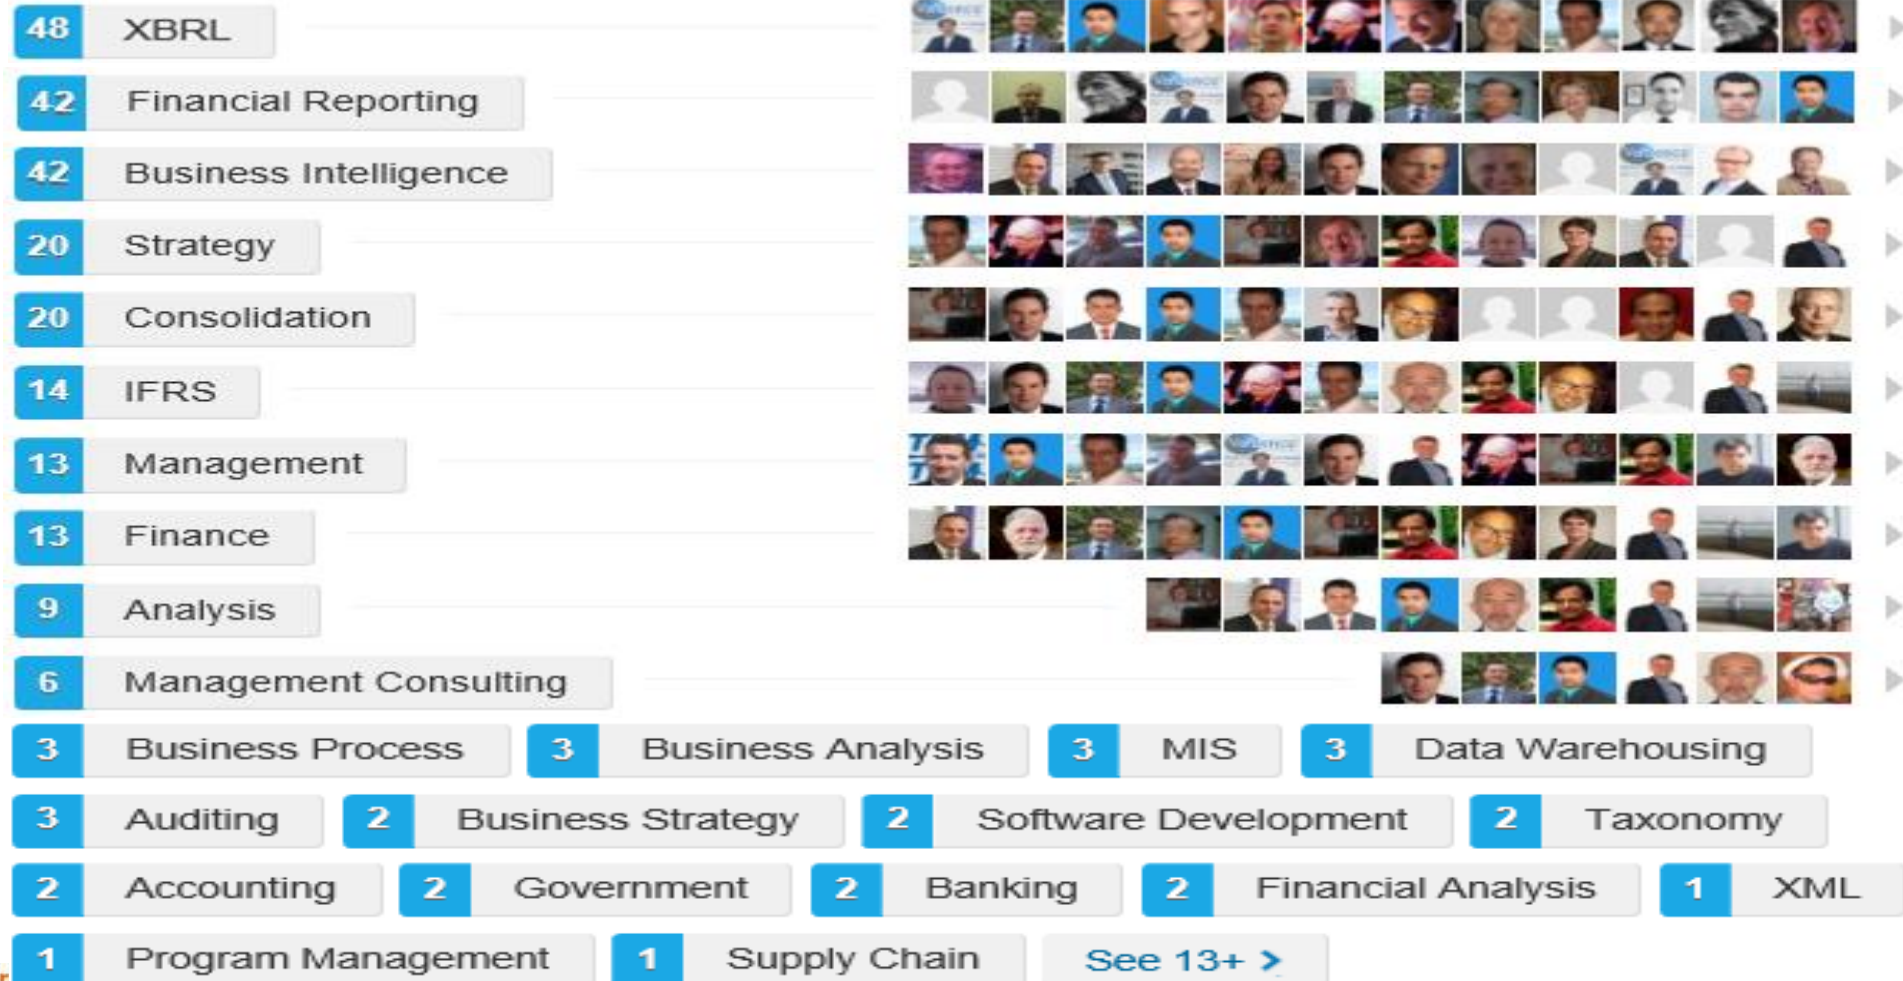 48 XBRL
42 Financial Reporting
42 Business Intelligence
20 Strategy
20 Consolidation
14 IFRS
13 Management
13 Finance
9 Analysis
6 Management Consulting
3 Business Process 3 Business Analysis 3 MIS 3 Data Warehousing
3 Auditing 2 Business Strategy 2 Software Development 2 Taxonomy
2 Accounting 2 Government 2 Banking 2 Financial Analysis 1 XML
1 Program Management 1 Supply Chain See 13+ >